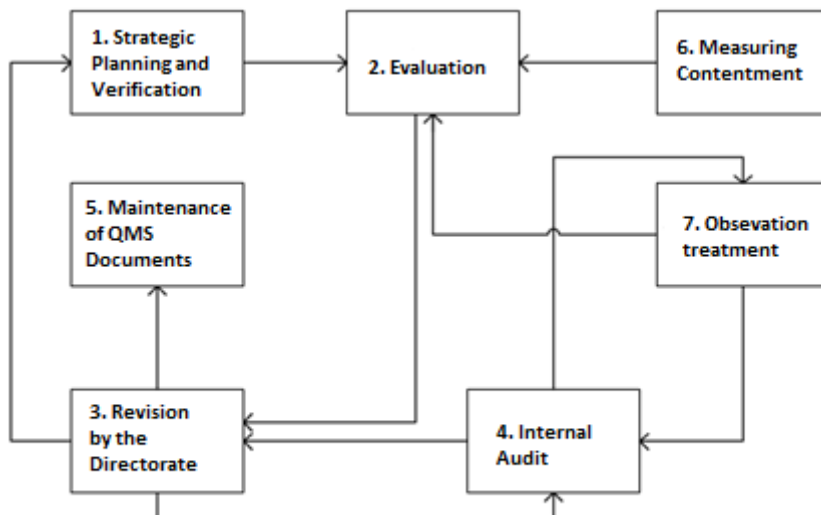 1. Strategic
Planning and
Verification
2. Evaluation
6. Measuring
Contentment
5. Maintenance
of QMS
Documents
7. Obsevation
treatment
3. Revision
by the
Directorate
4. Internal
Audit